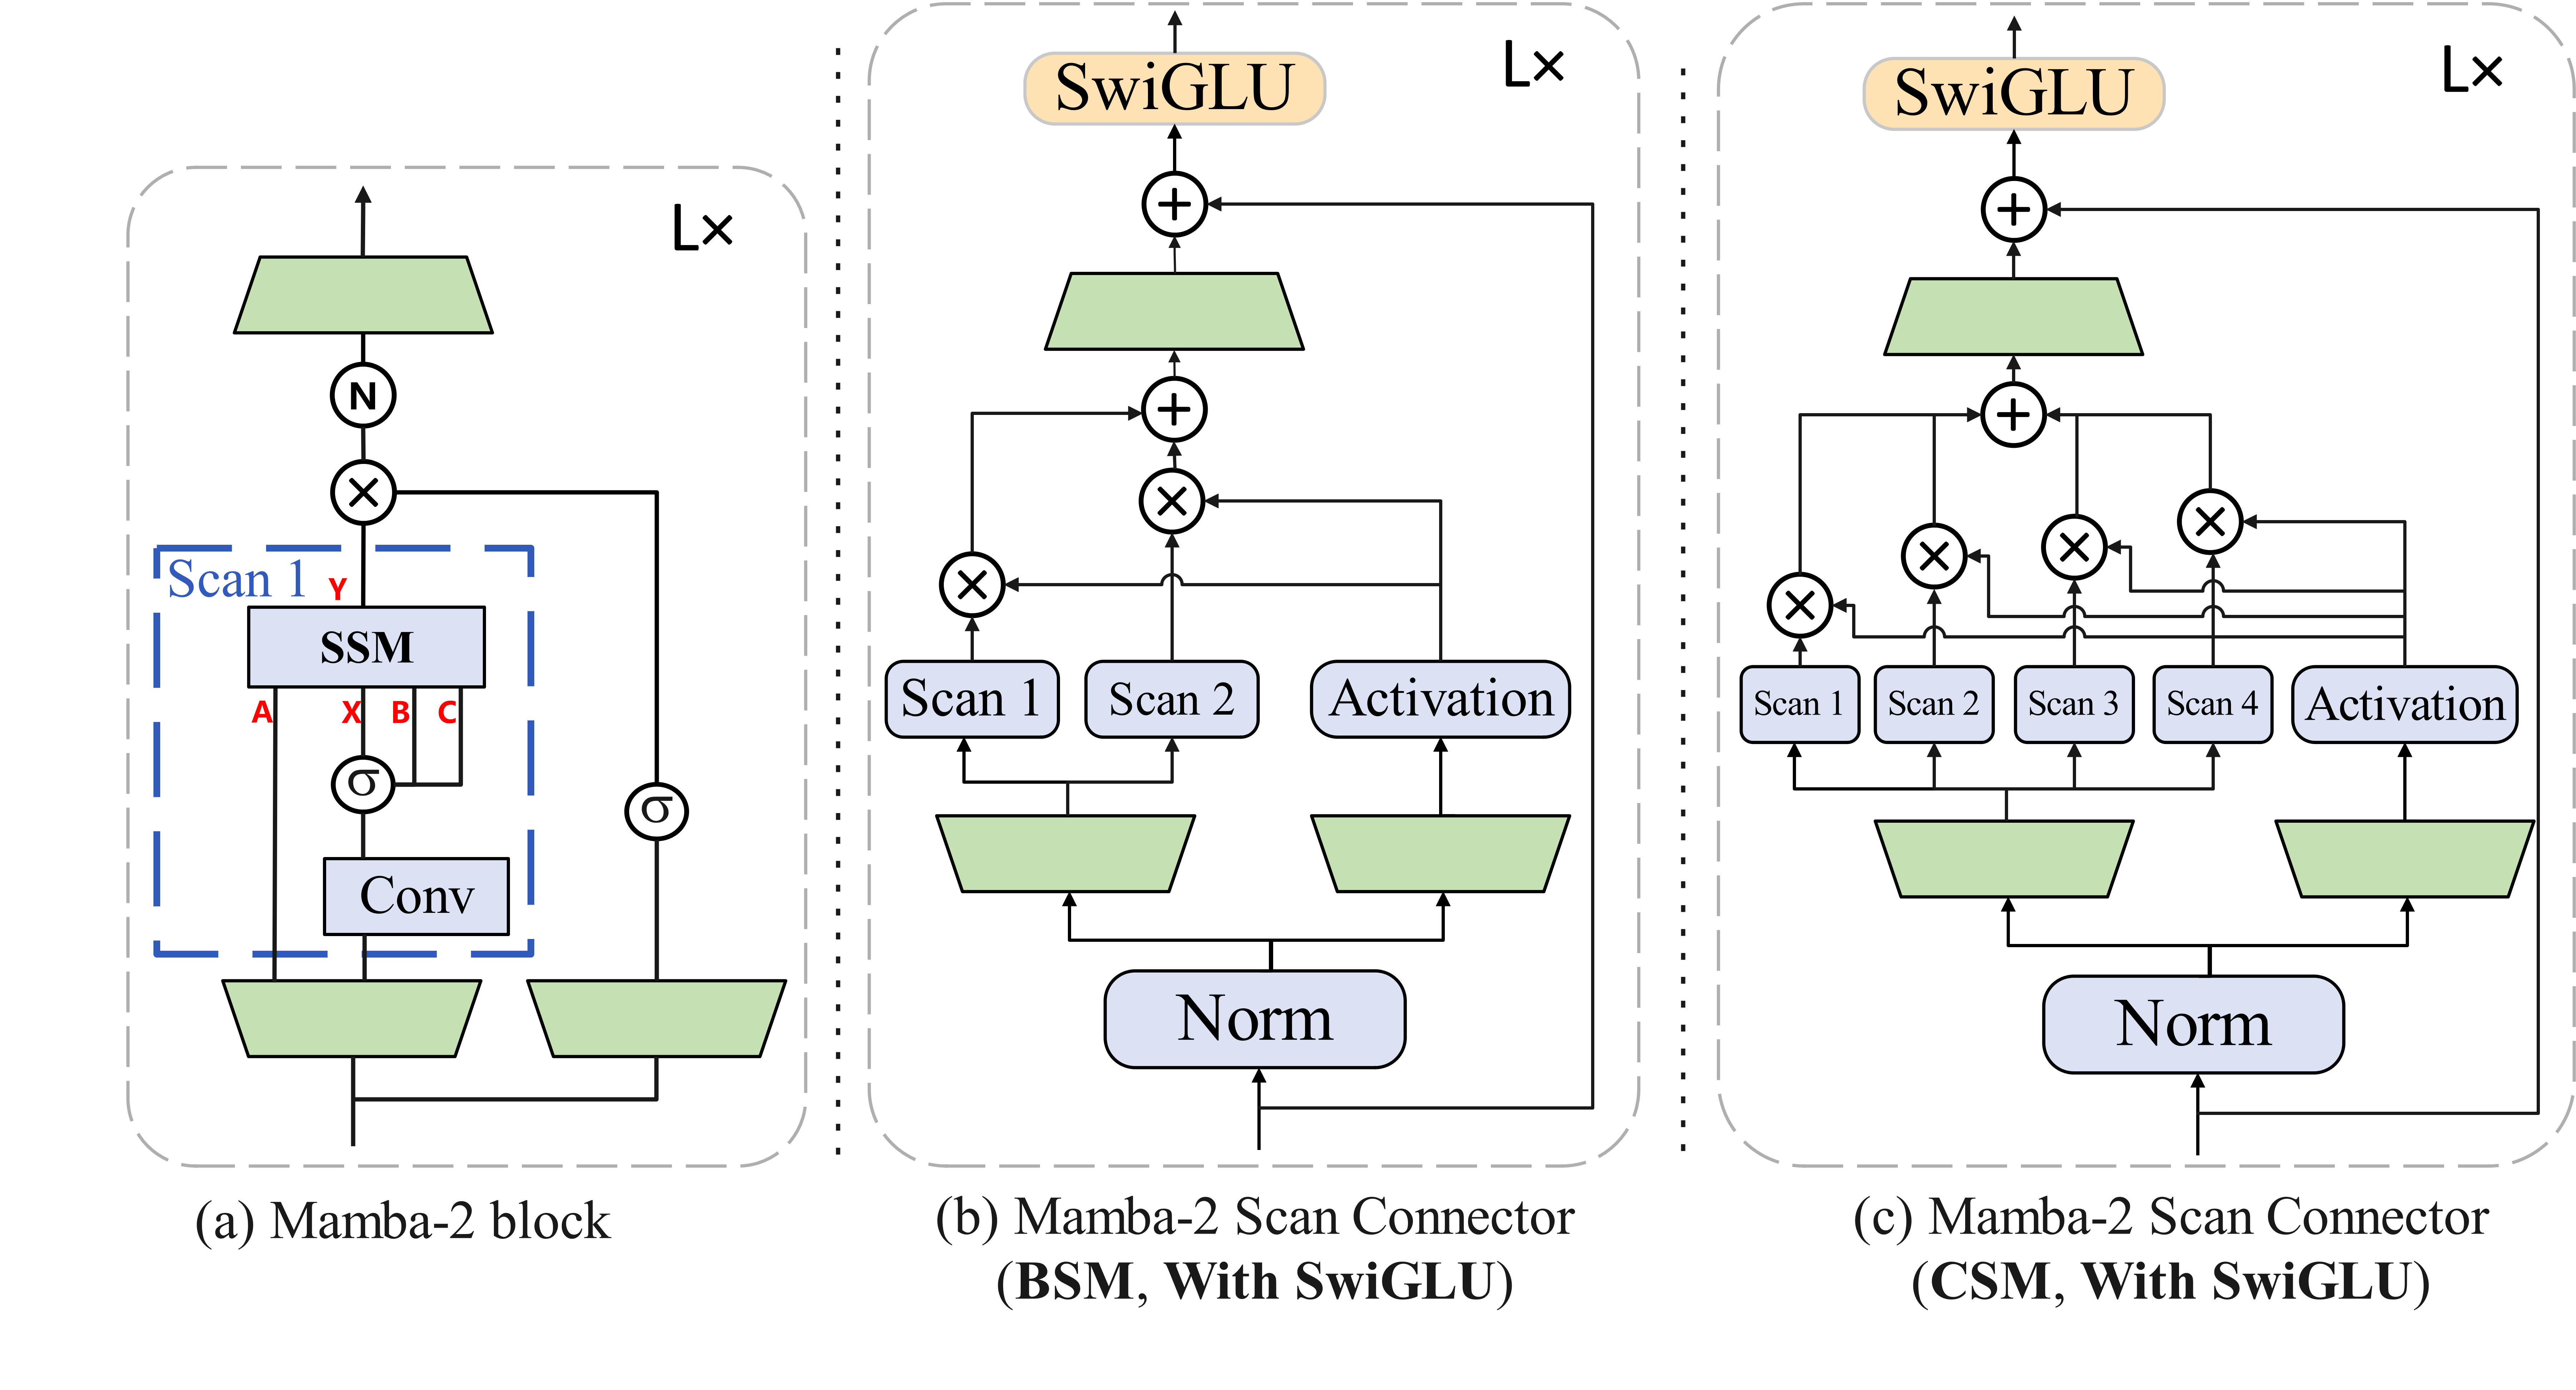 L×
N
×
Scan 1
Y
SSM
A
X
B
C
σ
σ
Conv
(a) Mamba-2 block
SwiGLU
L×
+
+
×
×
Scan 1
Scan 2
Activation
Norm
(b) Mamba-2 Scan Connector
(BSM, With SwiGLU)
SwiGLU
L×
+
+
×
×
×
×
Scan 1
Scan 2
Scan 3
Scan 4
Activation
Norm
(c) Mamba-2 Scan Connector
(CSM, With SwiGLU)